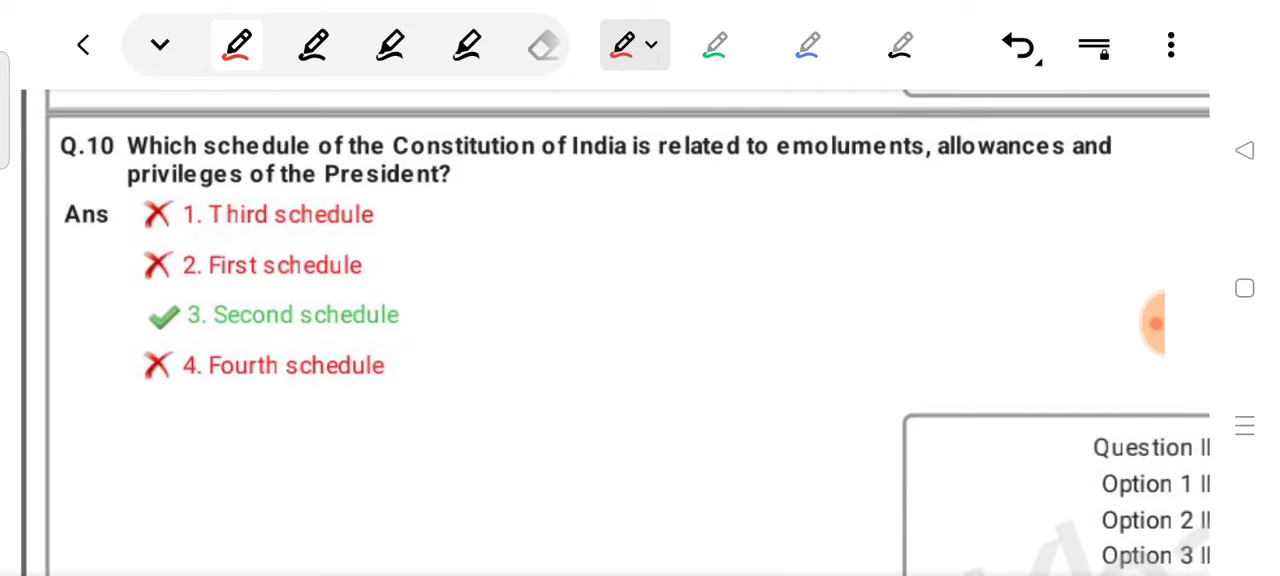 Q.10 Which schedule of the Constitution of India is related to emoluments, allowances and
privileges of the President?
Ans 1. Third schedule
2. First schedule
3. Second schedule
4. Fourth schedule
Question
Option 1
Option 2
Option 3